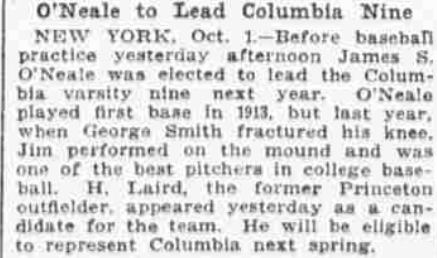 O'Neale to Lead Columbia Nine
NEW YORK, Oct. 1.—Before baseball
practice yesterday afternoon James S.
O'Neale was elected to lead the Colum-
bia varsity nine next year. O'Neale
played first base in 1913, but last year,
when George Smith fractured his knee,
Jim performed on the mound and was
one of the best pitchers in college base-
ball. H. Laird, the former Princeton
outfielder, appeared yesterday as a can-
didate for the team. He will be eligible
to represent Columbia next spring.